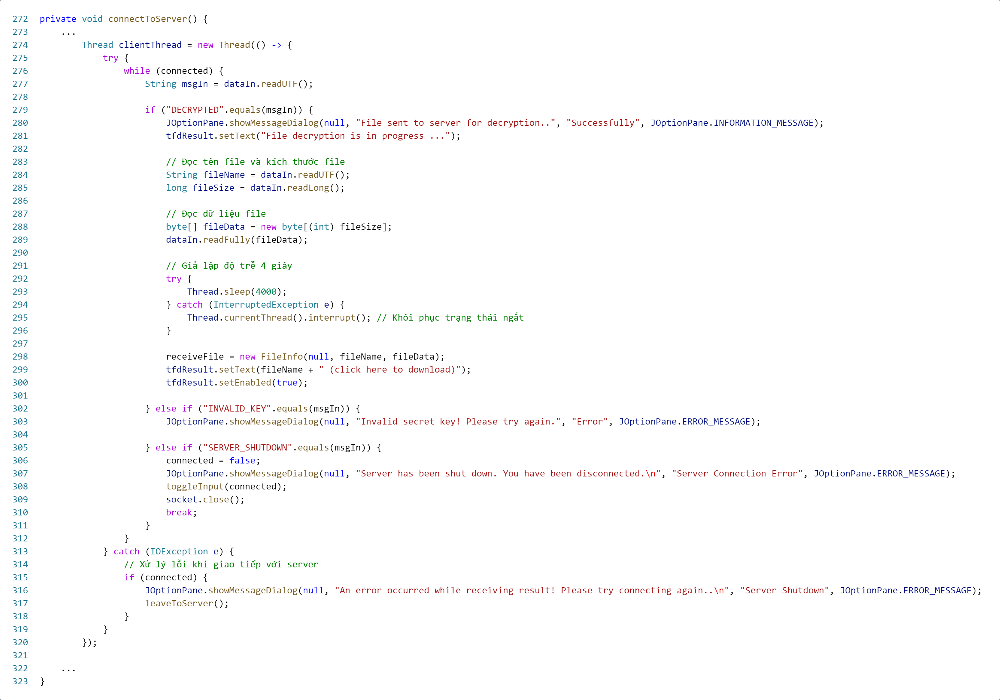 272 private void connectToServer() {
273     ...
274         Thread clientThread = new Thread(() -> {
275             try {
276                 while (connected) {
277                     String msgIn = dataIn.readUTF();
278
279                     if ("DECRYPTED".equals(msgIn)) {
280                         JOptionPane.showMessageDialog(null, "File sent to server for decryption..", "Successfully", JOptionPane.INFORMATION_MESSAGE);
281                         tfdResult.setText("File decryption is in progress ...");
282
283                         // Đọc tên file và kích thước file
284                         String fileName = dataIn.readUTF();
285                         long fileSize = dataIn.readLong();
286
287                         // Đọc dữ liệu file
288                         byte[] fileData = new byte[(int) fileSize];
289                         dataIn.readFully(fileData);
290
291                         // Giả lập độ trễ 4 giây
292                         try {
293                             Thread.sleep(4000);
294                         } catch (InterruptedException e) {
295                             Thread.currentThread().interrupt(); // Khôi phục trạng thái ngắt
296                         }
297
298                         receiveFile = new FileInfo(null, fileName, fileData);
299                         tfdResult.setText(fileName + " (click here to download)");
300                         tfdResult.setEnabled(true);
301
302                     } else if ("INVALID_KEY".equals(msgIn)) {
303                         JOptionPane.showMessageDialog(null, "Invalid secret key! Please try again.", "Error", JOptionPane.ERROR_MESSAGE);
304
305                     } else if ("SERVER_SHUTDOWN".equals(msgIn)) {
306                         connected = false;
307                         JOptionPane.showMessageDialog(null, "Server has been shut down. You have been disconnected.\n", "Server Connection Error", JOptionPane.ERROR_MESSAGE);
308                         toggleInput(connected);
309                         socket.close();
310                         break;
311                     }
312                 }
313             } catch (IOException e) {
314                 // Xử lý lỗi khi giao tiếp với server
315                 if (connected) {
316                     JOptionPane.showMessageDialog(null, "An error occurred while receiving result! Please try connecting again..\n", "Server Shutdown", JOptionPane.ERROR_MESSAGE);
317                     leaveToServer();
318                 }
319             }
320         });
321
322     ...
323 }